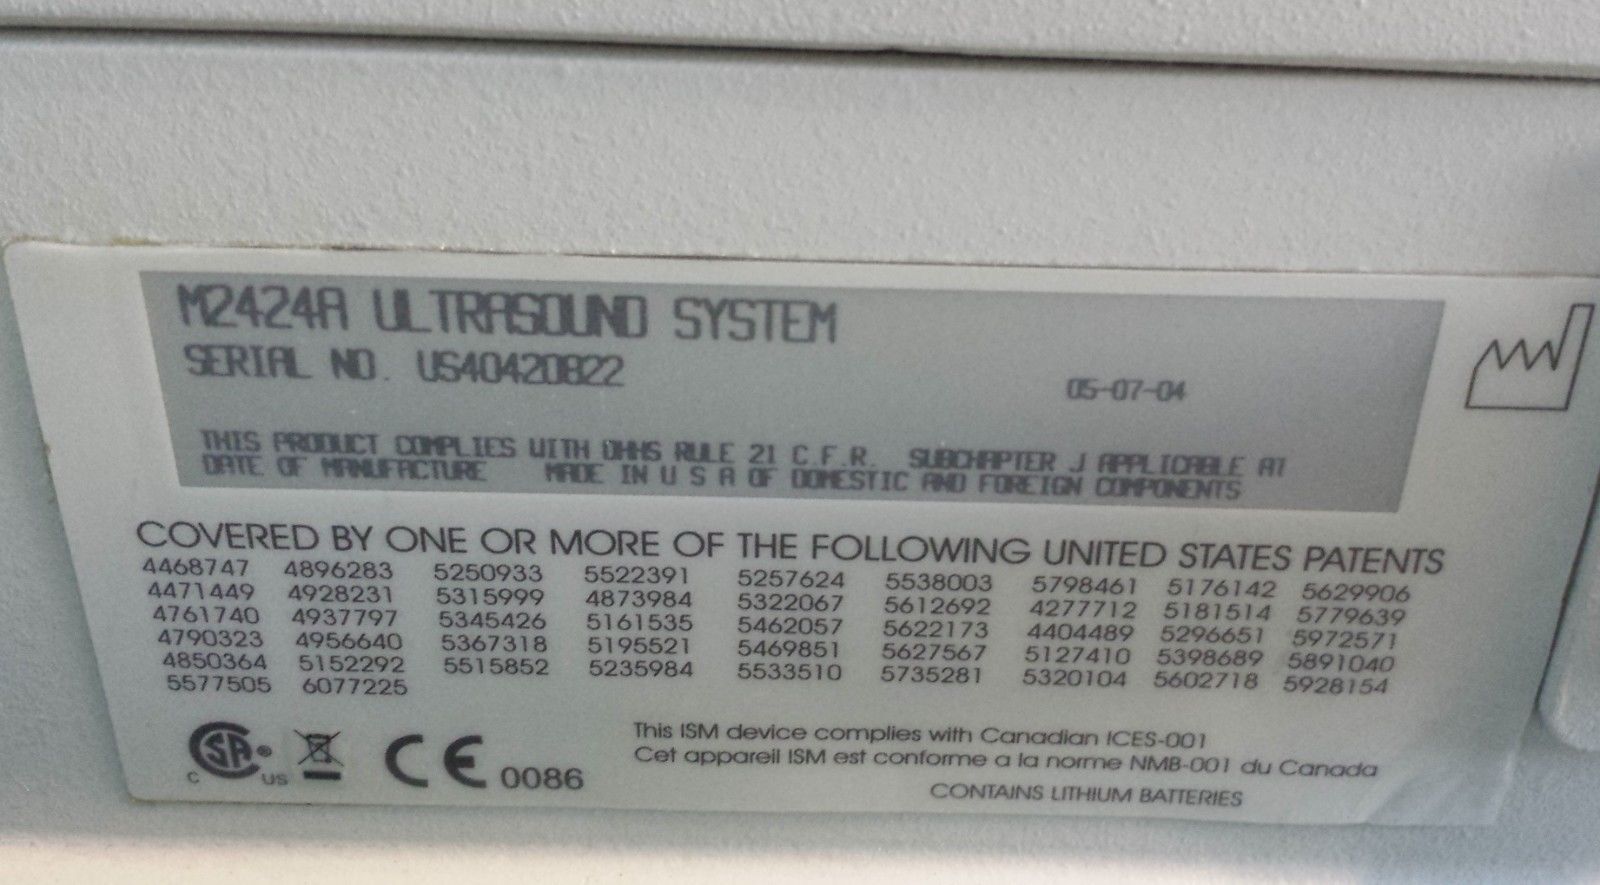 M2424A ULTRASOUND SYSTEM
SERIAL NO. US40420822
05-07-04
THIS PRODUCT COMPLIES WITH DHHS RULE 21 C.F.R. SUBCHAPTER J APPLICABLE AT
DATE OF MANUFACTURE MADE IN U S A OF DOMESTIC AND FOREIGN COMPONENTS
COVERED BY ONE OR MORE OF THE FOLLOWING UNITED STATES PATENTS
4468747 4896283 5250933 5522391 5257624 5538003 5798461 5176142 5629906
4471449 4928231 5315999 4873984 5322067 5612692 4277712 5181514 5779639
4761740 4937797 5345426 5161535 5462057 5622173 4404489 5296651 5972571
4790323 4956640 5367318 5195521 5469851 5627567 5127410 5398689 5891040
4850364 5152292 5515852 5235984 5533510 5735281 5320104 5602718 5928154
5577505 6077225
C SA® US CE 0086
This ISM device complies with Canadian ICES-001
Cet appareil ISM est conforme a la norme NMB-001 du Canada
CONTAINS LITHIUM BATTERIES